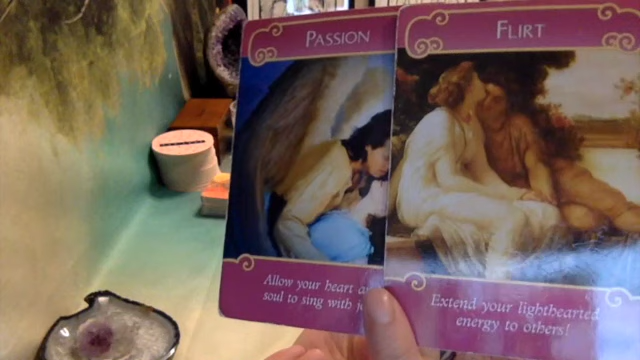 PASSION
Allow your heart
soul to sing with
FLIRT
Extend your lighthearted
energy to others!